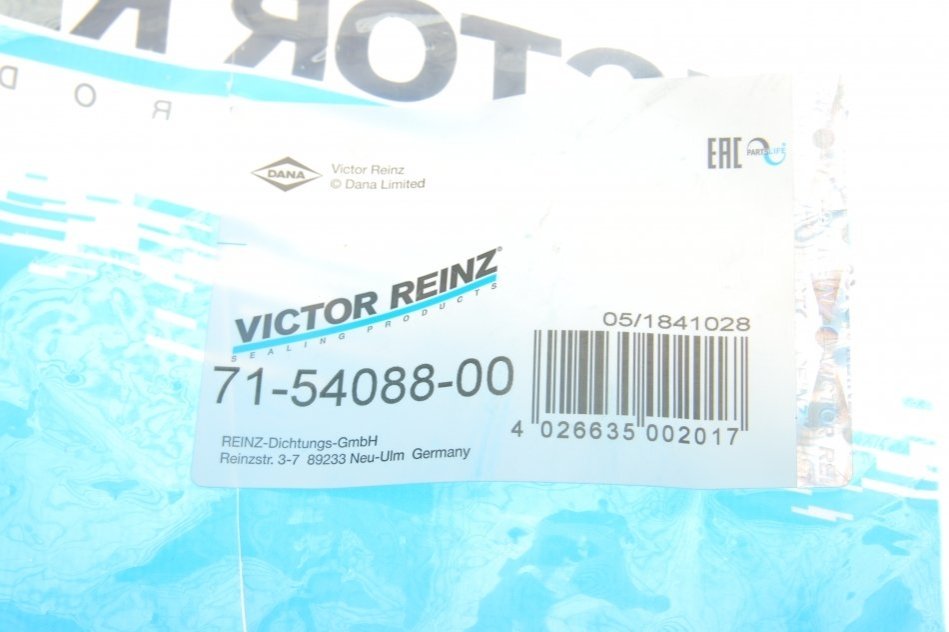 DANA
Victor Reinz
© Dana Limited
EAC PARTSLIFE
VICTOR REINZ®
SEALING PRODUCTS
71-54088-00
05/1841028
4 026635 002017
REINZ-Dichtungs-GmbH
Reinzstr. 3-7 89233 Neu-Ulm Germany